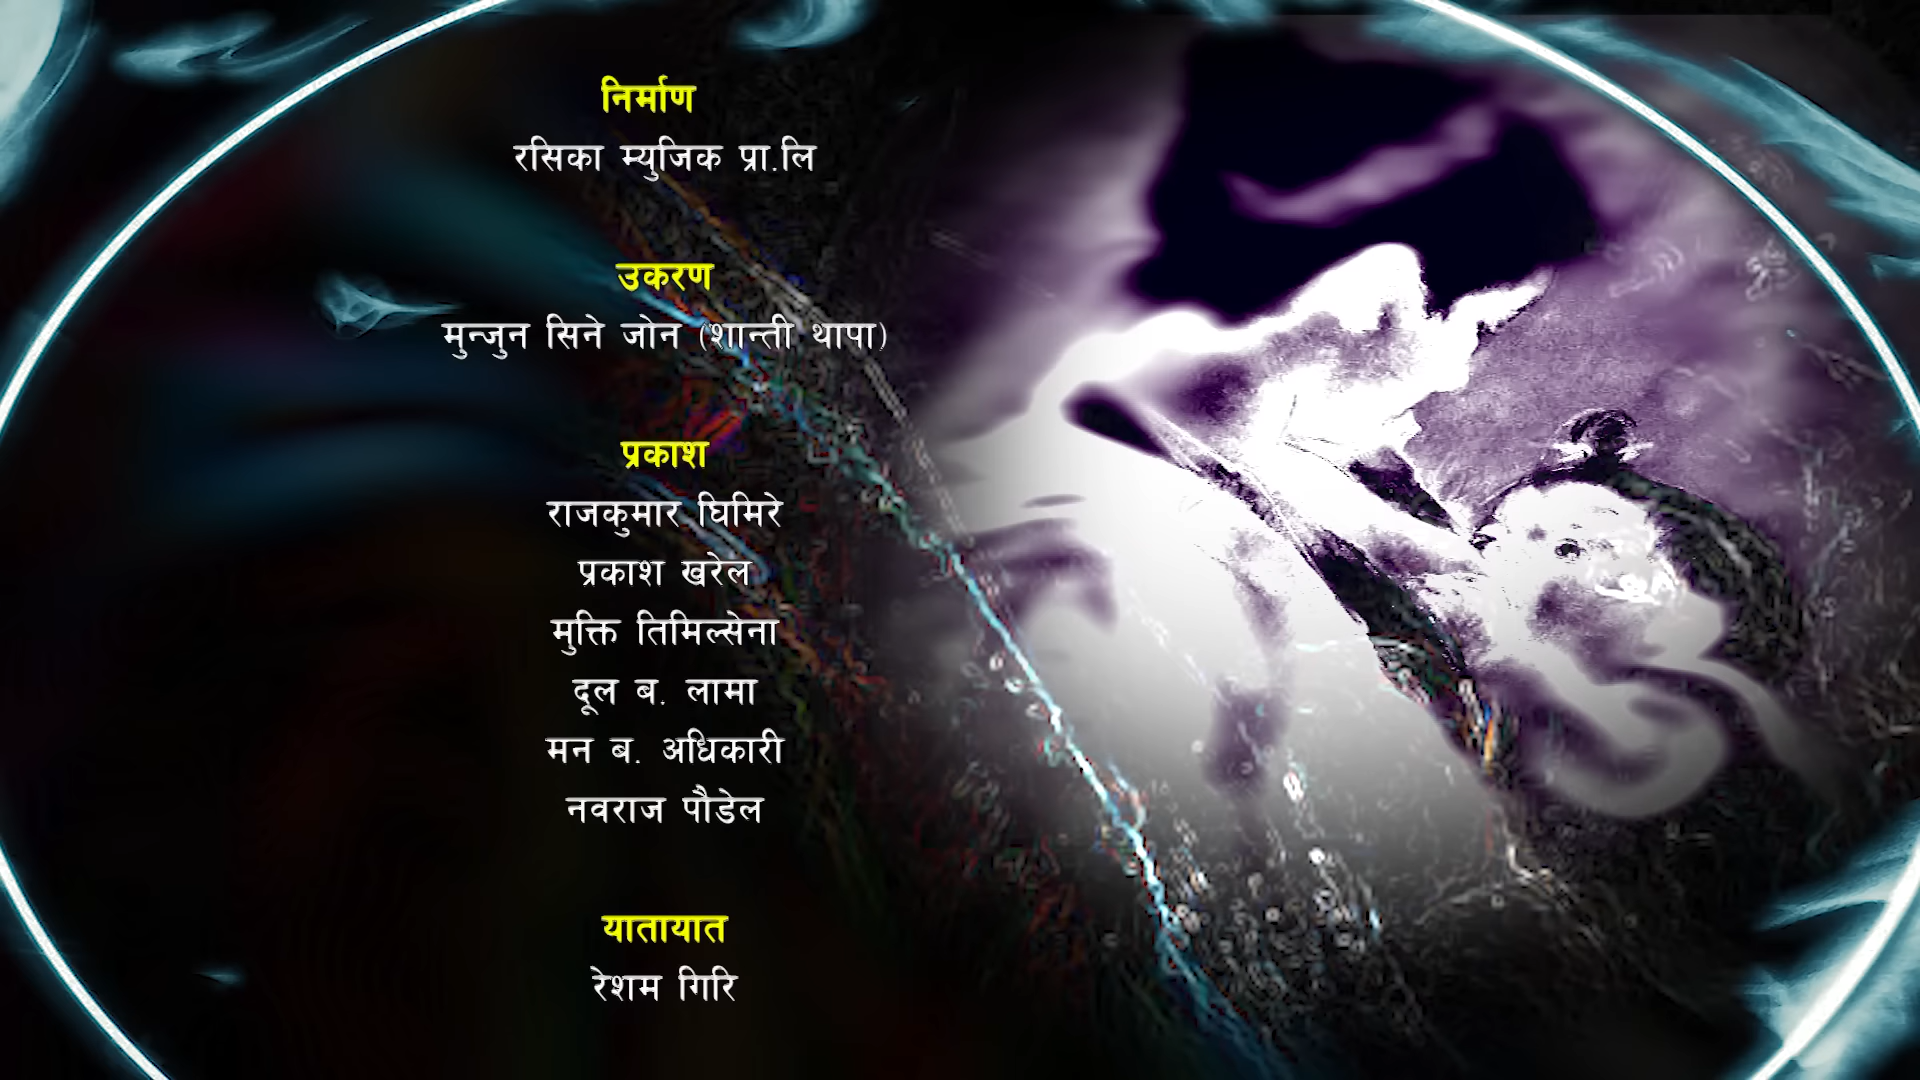 निर्माण
रसिका म्युजिक प्रा.लि
उकरण
मुन्जुन सिने जोन (शान्ती थापा)
प्रकाश
राजकुमार घिमिरे
प्रकाश खरेल
मुक्ति तिमिल्सेना
दूल ब. लामा
मन ब. अधिकारी
नवराज पौडेल
यातायात
रेशम गिरि